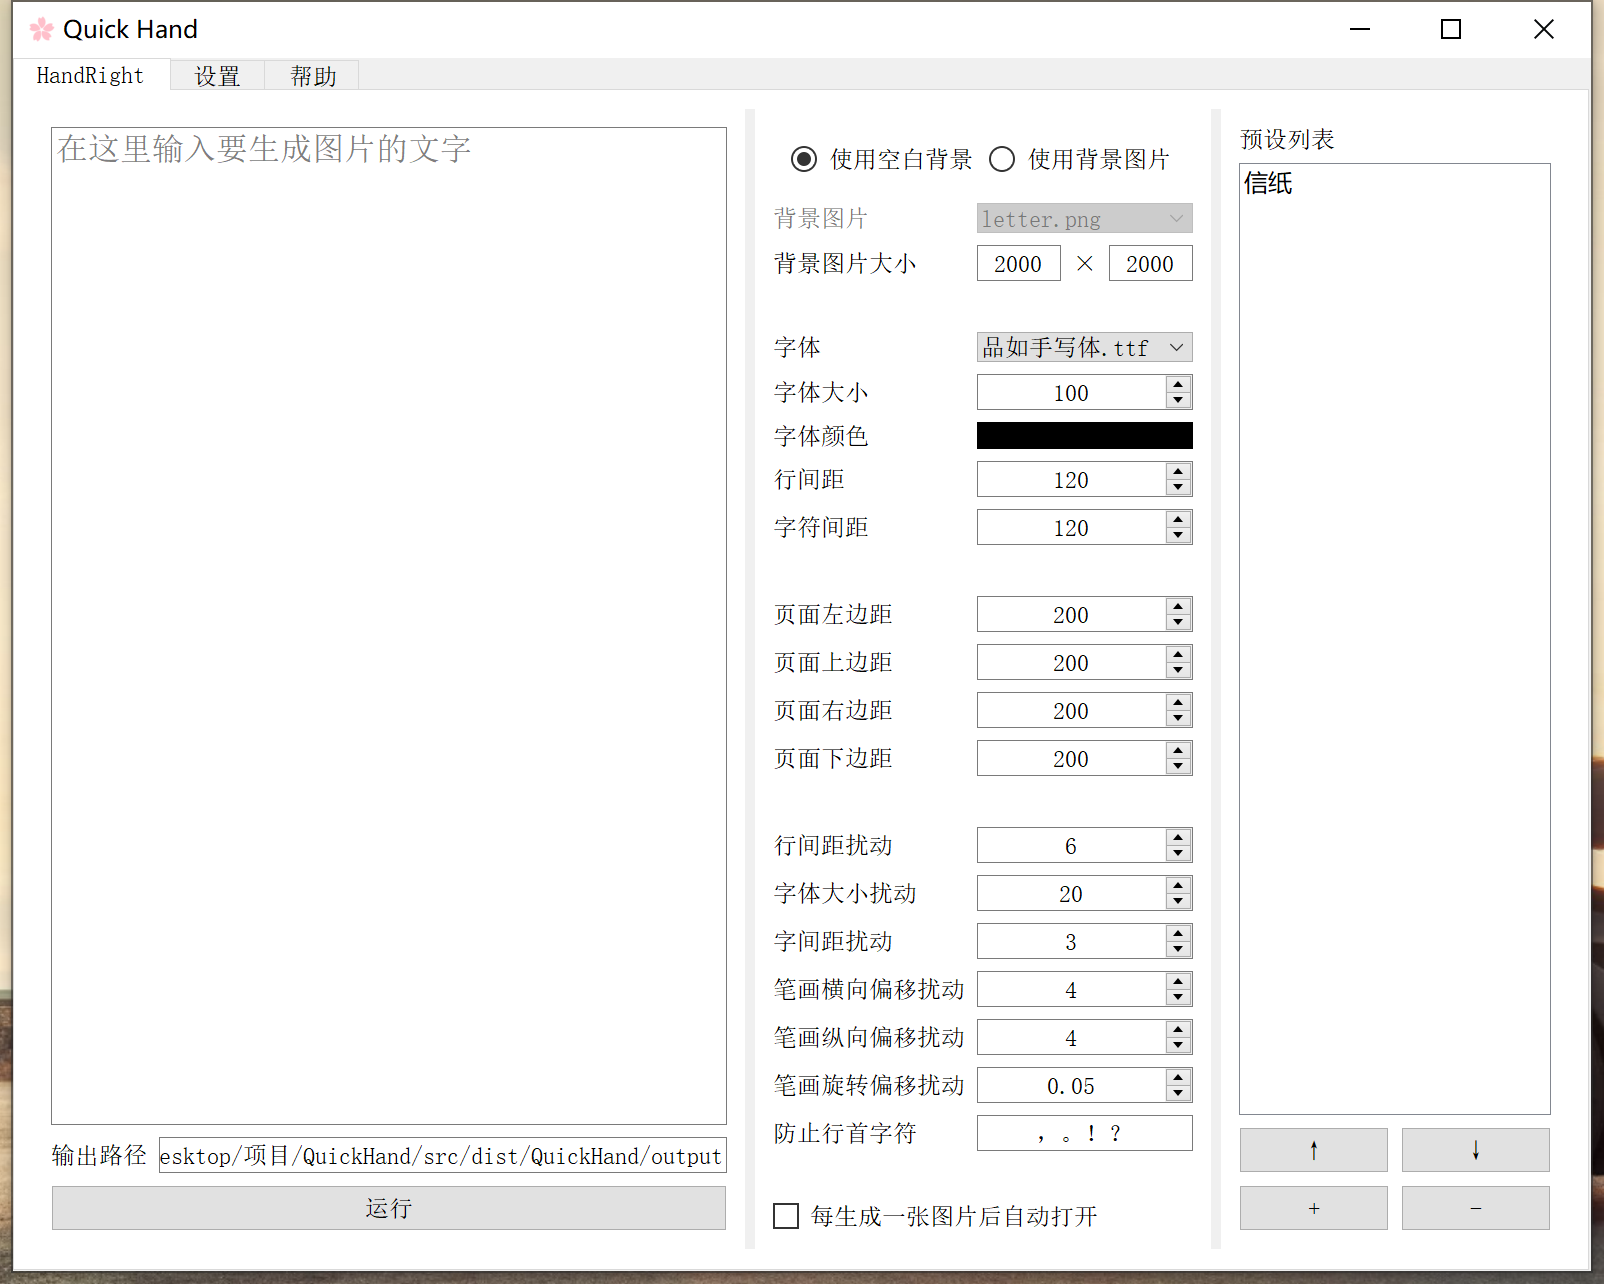 Quick Hand
HandRight 设置 帮助
在这里输入要生成图片的文字
输出路径 esktop/项目/QuickHand/src/dist/QuickHand/output
运行
使用空白背景 使用背景图片
背景图片 letter.png
背景图片大小 2000 × 2000
字体 品如手写体.ttf
字体大小 100
字体颜色
行间距 120
字符间距 120
页面左边距 200
页面上边距 200
页面右边距 200
页面下边距 200
行间距扰动 6
字体大小扰动 20
字间距扰动 3
笔画横向偏移扰动 4
笔画纵向偏移扰动 4
笔画旋转偏移扰动 0.05
防止行首字符 ，。！？
每生成一张图片后自动打开
预设列表
信纸
↑ ↓
+ -